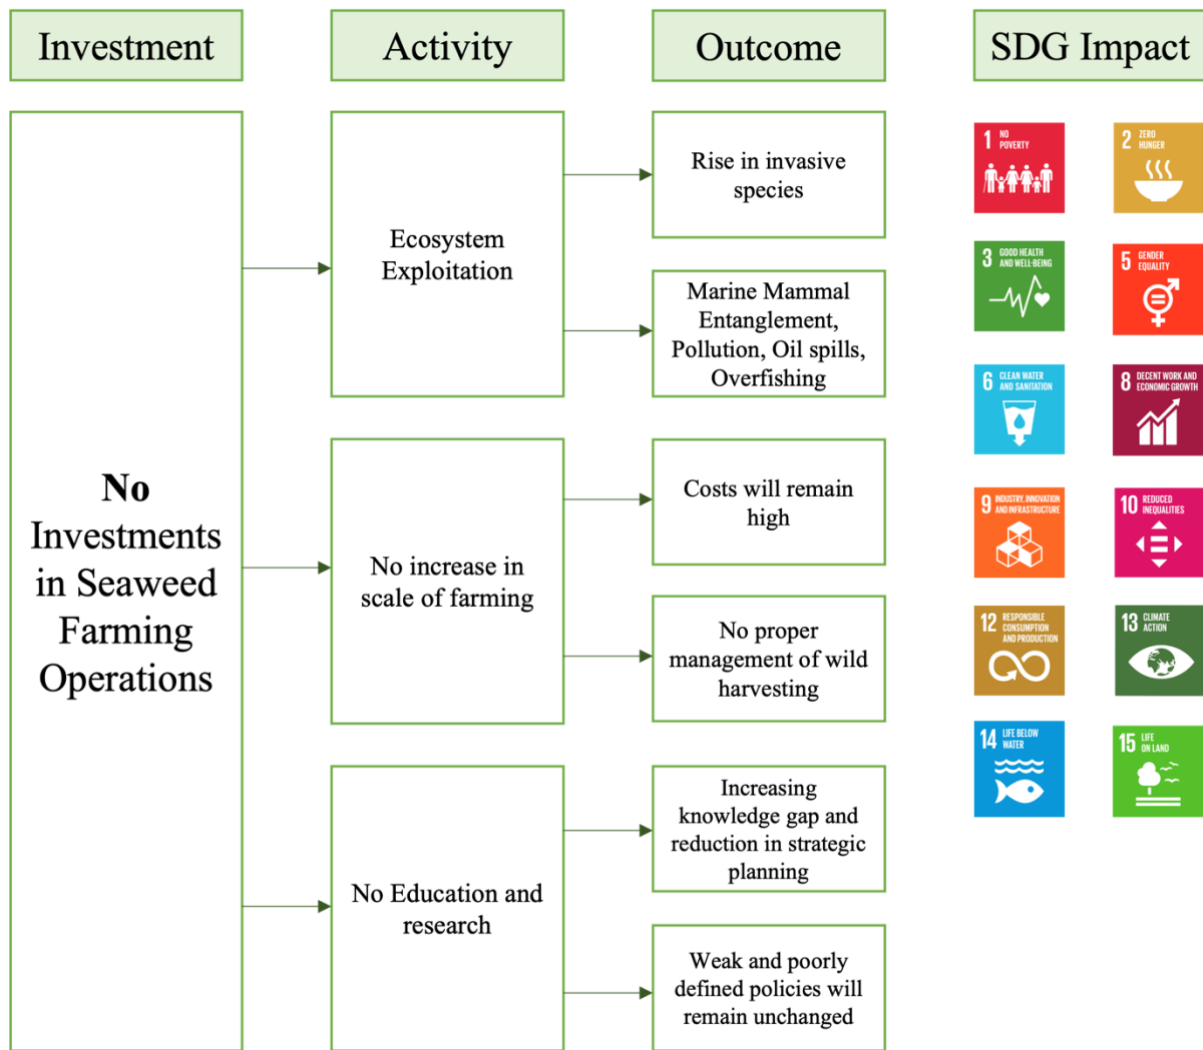 Investment
Activity
Outcome
SDG Impact
No
Investments
in Seaweed
Farming
Operations
Ecosystem
Exploitation
No increase in
scale of farming
No Education and
research
Rise in invasive
species
Marine Mammal
Entanglement,
Pollution, Oil spills,
Overfishing
Costs will remain
high
No proper
management of wild
harvesting
Increasing
knowledge gap and
reduction in strategic
planning
Weak and poorly
defined policies will
remain unchanged
1 NO
POVERTY
2 ZERO
HUNGER
3 GOOD HEALTH
AND WELL-BEING
5 GENDER
EQUALITY
6 CLEAN WATER
AND SANITATION
8 DECENT WORK AND
ECONOMIC GROWTH
9 INDUSTRY, INNOVATION
AND INFRASTRUCTURE
10 REDUCED
INEQUALITIES
12 RESPONSIBLE
CONSUMPTION
AND PRODUCTION
13 CLIMATE
ACTION
14 LIFE BELOW
WATER
15 LIFE
ON LAND